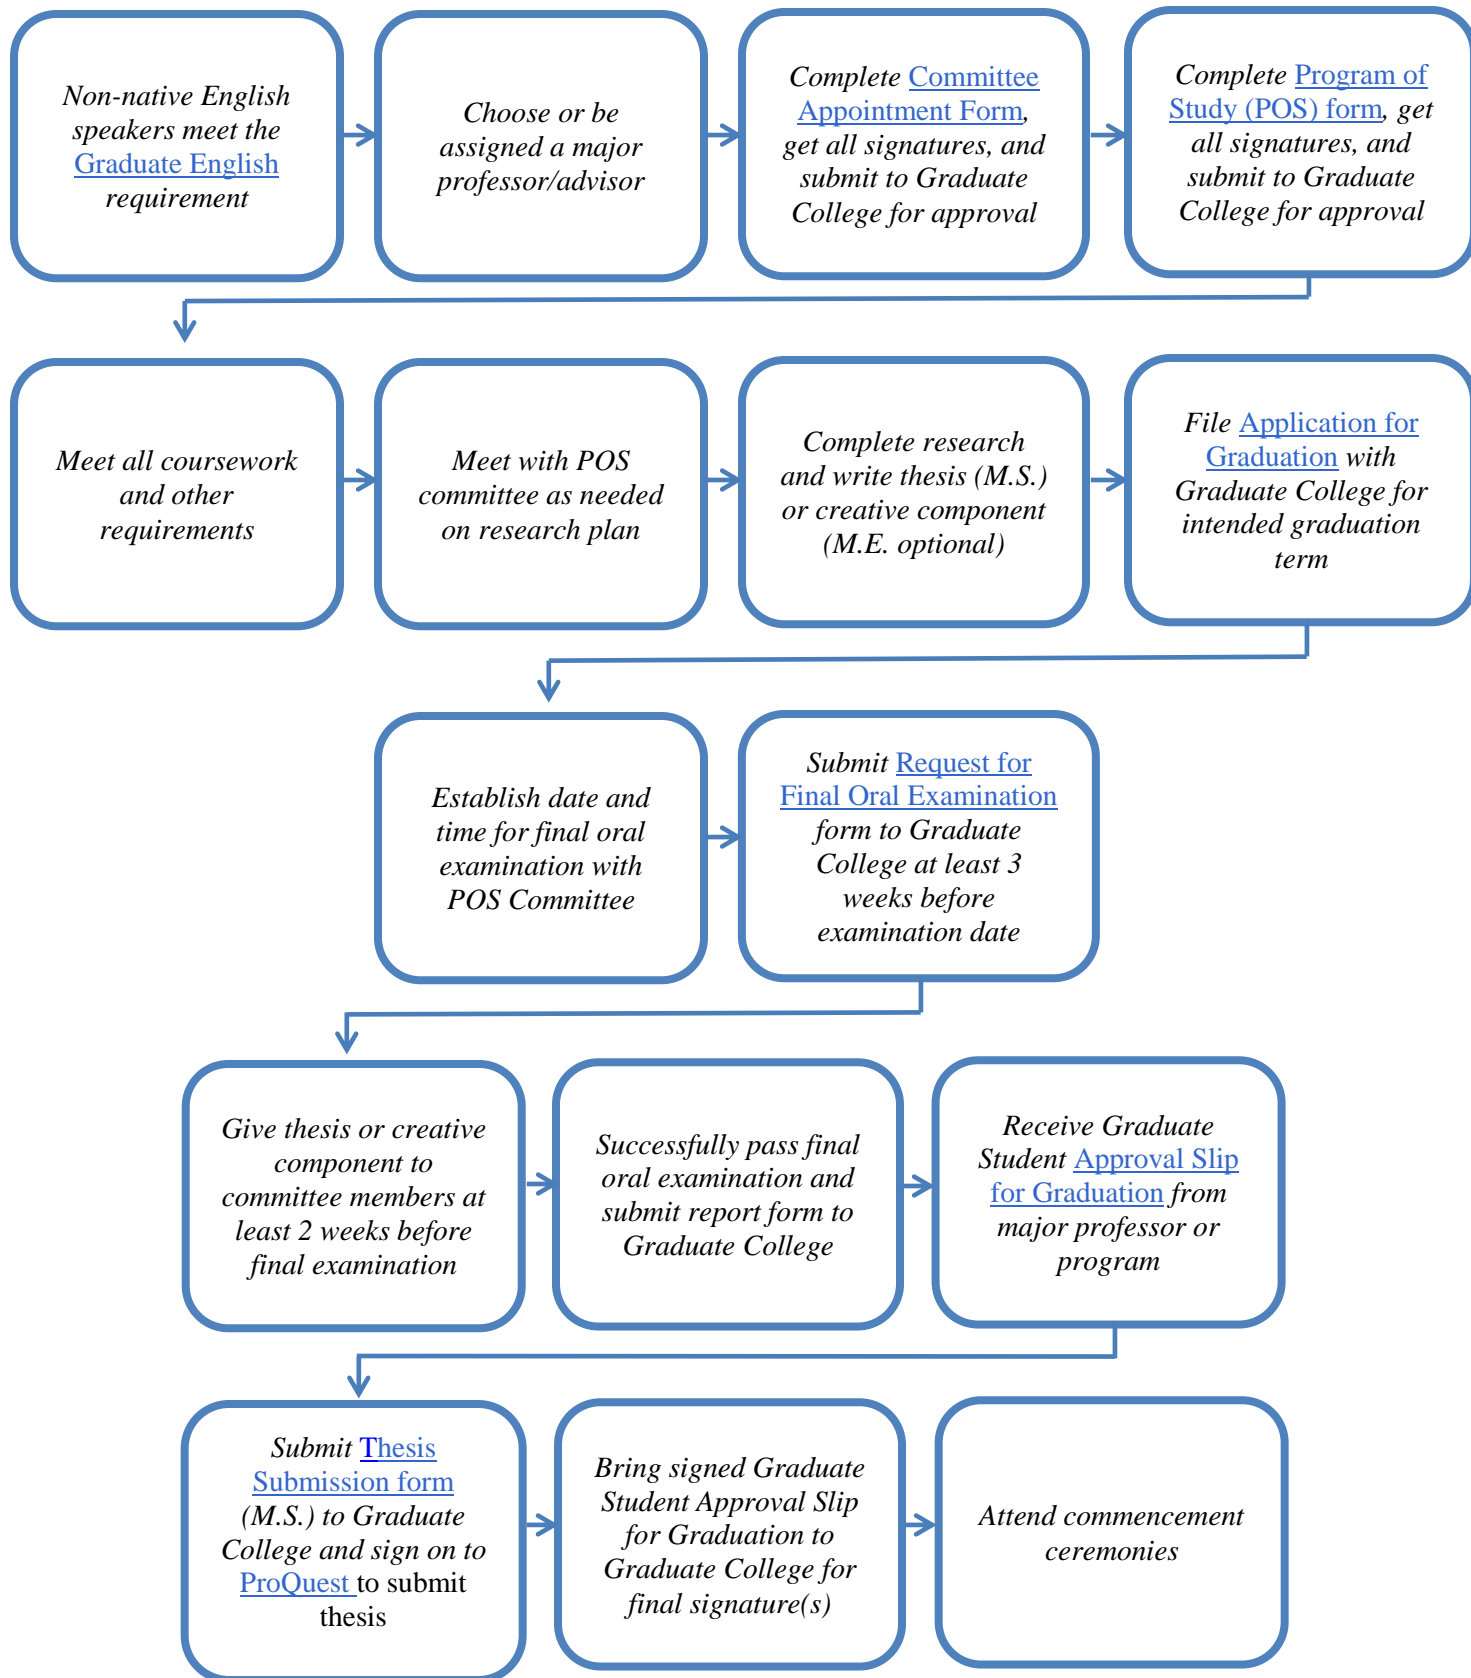 Non-native English
speakers meet the
Graduate English
requirement
Choose or be
assigned a major
professor/advisor
Complete Committee
Appointment Form,
get all signatures, and
submit to Graduate
College for approval
Complete Program of
Study (POS) form, get
all signatures, and
submit to Graduate
College for approval
Meet all coursework
and other
requirements
Meet with POS
committee as needed
on research plan
Complete research
and write thesis (M.S.)
or creative component
(M.E. optional)
File Application for
Graduation with
Graduate College for
intended graduation
term
Establish date and
time for final oral
examination with
POS Committee
Submit Request for
Final Oral Examination
form to Graduate
College at least 3
weeks before
examination date
Give thesis or creative
component to
committee members at
least 2 weeks before
final examination
Successfully pass final
oral examination and
submit report form to
Graduate College
Receive Graduate
Student Approval Slip
for Graduation from
major professor or
program
Submit Thesis
Submission form
(M.S.) to Graduate
College and sign on to
ProQuest to submit
thesis
Bring signed Graduate
Student Approval Slip
for Graduation to
Graduate College for
final signature(s)
Attend commencement
ceremonies